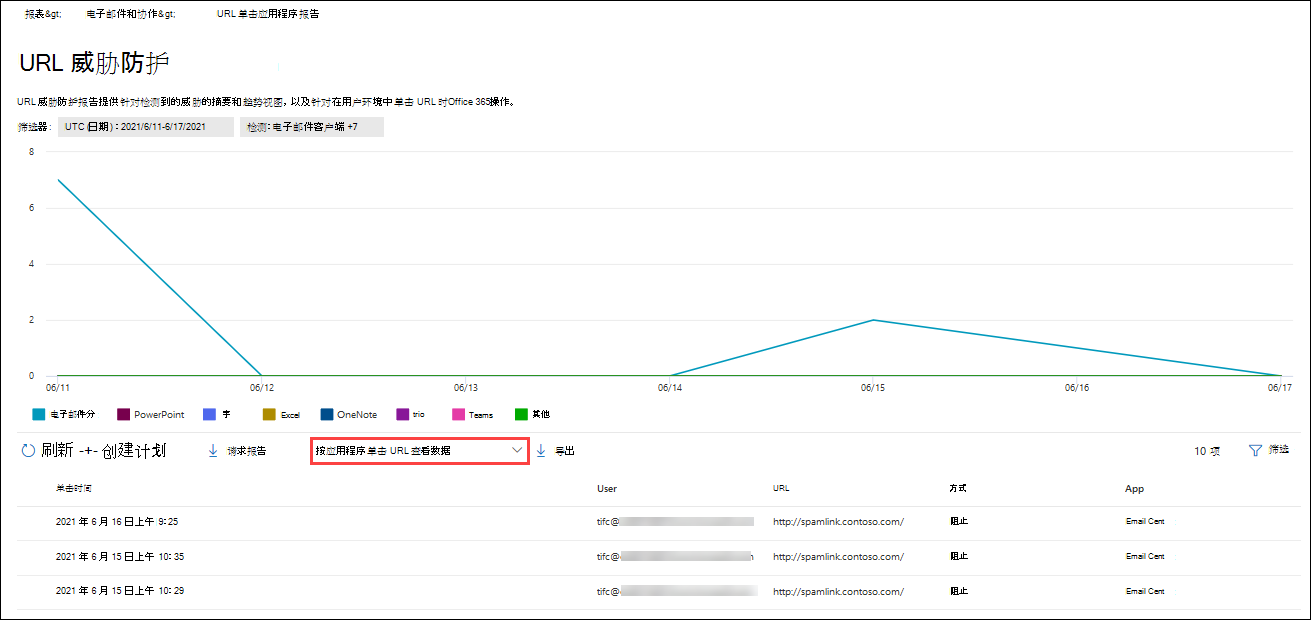 报表&gt; 电子邮件和协作&gt; URL 单击应用程序报告
URL 威胁防护
URL 威胁防护报告提供针对检测到的威胁的摘要和趋势视图，以及针对在用户环境中单击 URL 时Office 365操作。
筛选器： UTC (日期)：2021/6/11-6/17/2021 检测: 电子邮件客户端 +7
8
6
4
2
0
06/11 06/12 06/13 06/14 06/15 06/16 06/17
电子邮件分 PowerPoint 字 Excel OneNote trio Teams 其他
刷新 -+- 创建计划 请求报告 按应用程序单击 URL 查看数据 导出 10 项 筛选
单击时间 User URL 方式 App
2021 年 6 月 16 日上午 9: 25 tifc@ http://spamlink.contoso.com/ 阻止 Email Cent
2021 年 6 月 15 日上午 10: 35 tifc@ http://spamlink.contoso.com/ 阻止 Email Cent
2021 年 6 月 15 日上午 10: 29 tifc@ http://spamlink.contoso.com/ 阻止 Email Cent